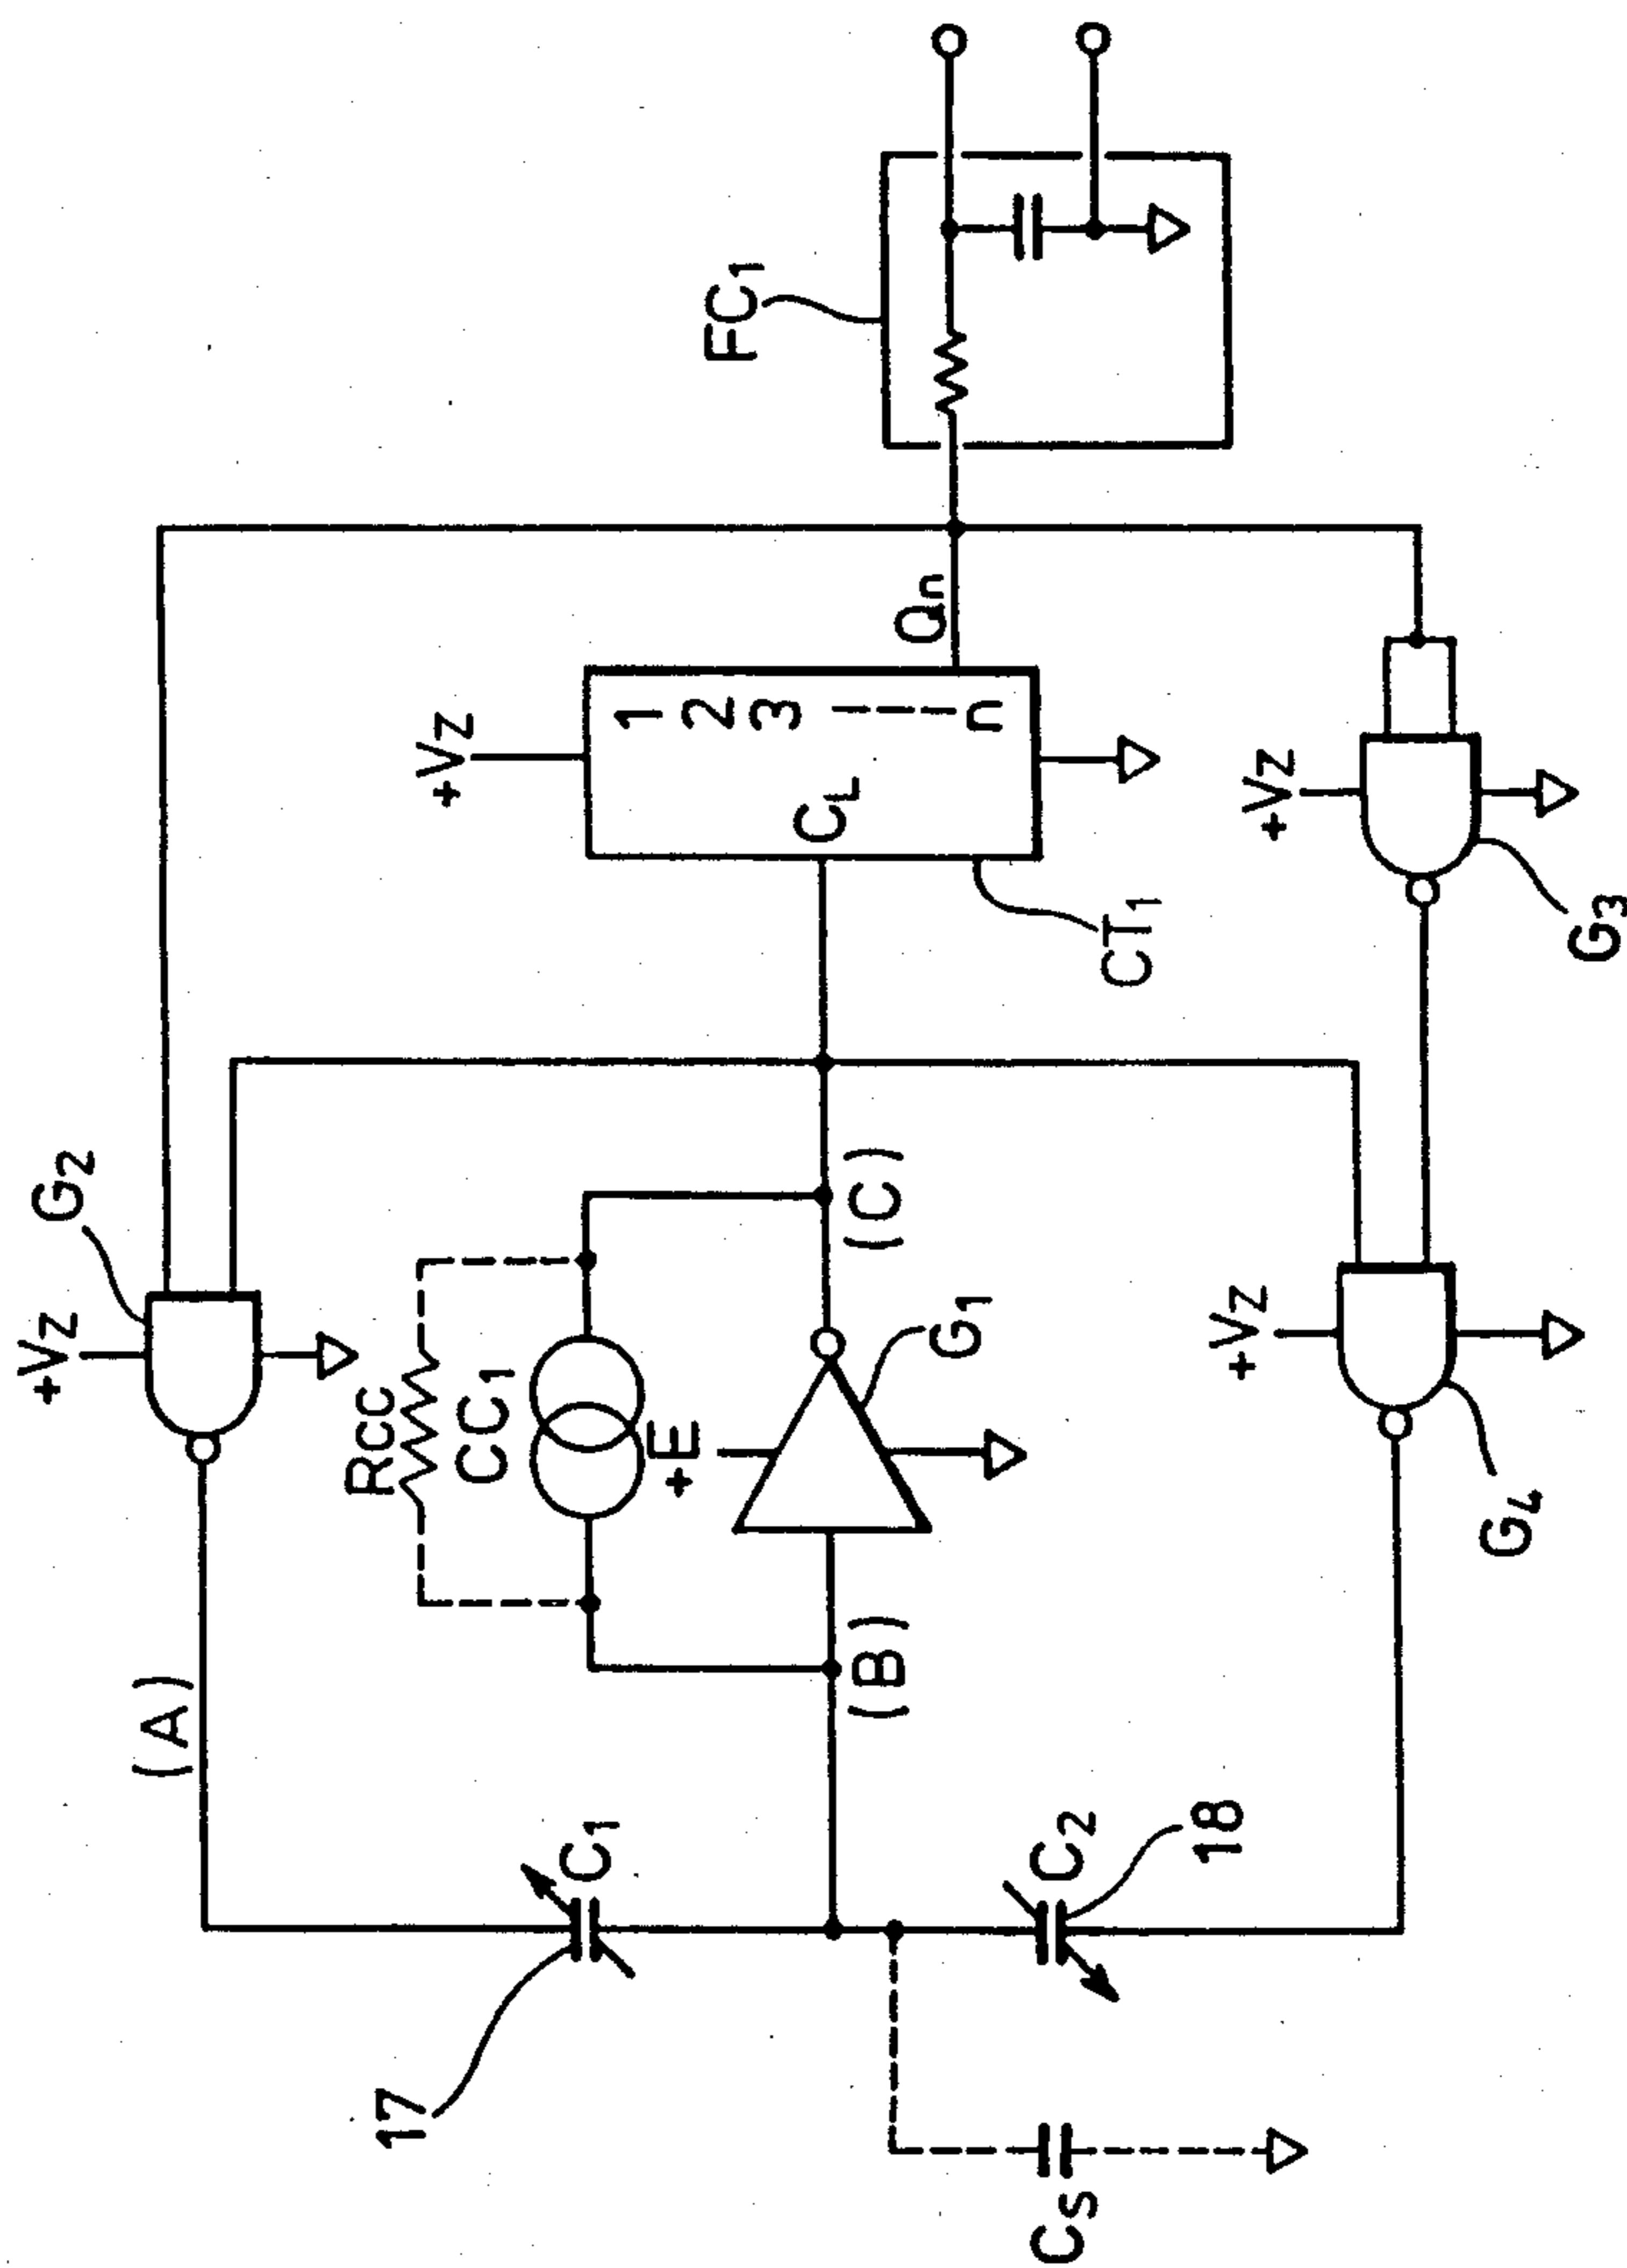 G2
+Vz
(A)
Rcc
CC1
+E
G1
(B)
(C)
17
C1
C2
18
Cs
+Vz
G4
+Vz
CL
1
2
3
n
Qn
CT1
+Vz
G3
FC1